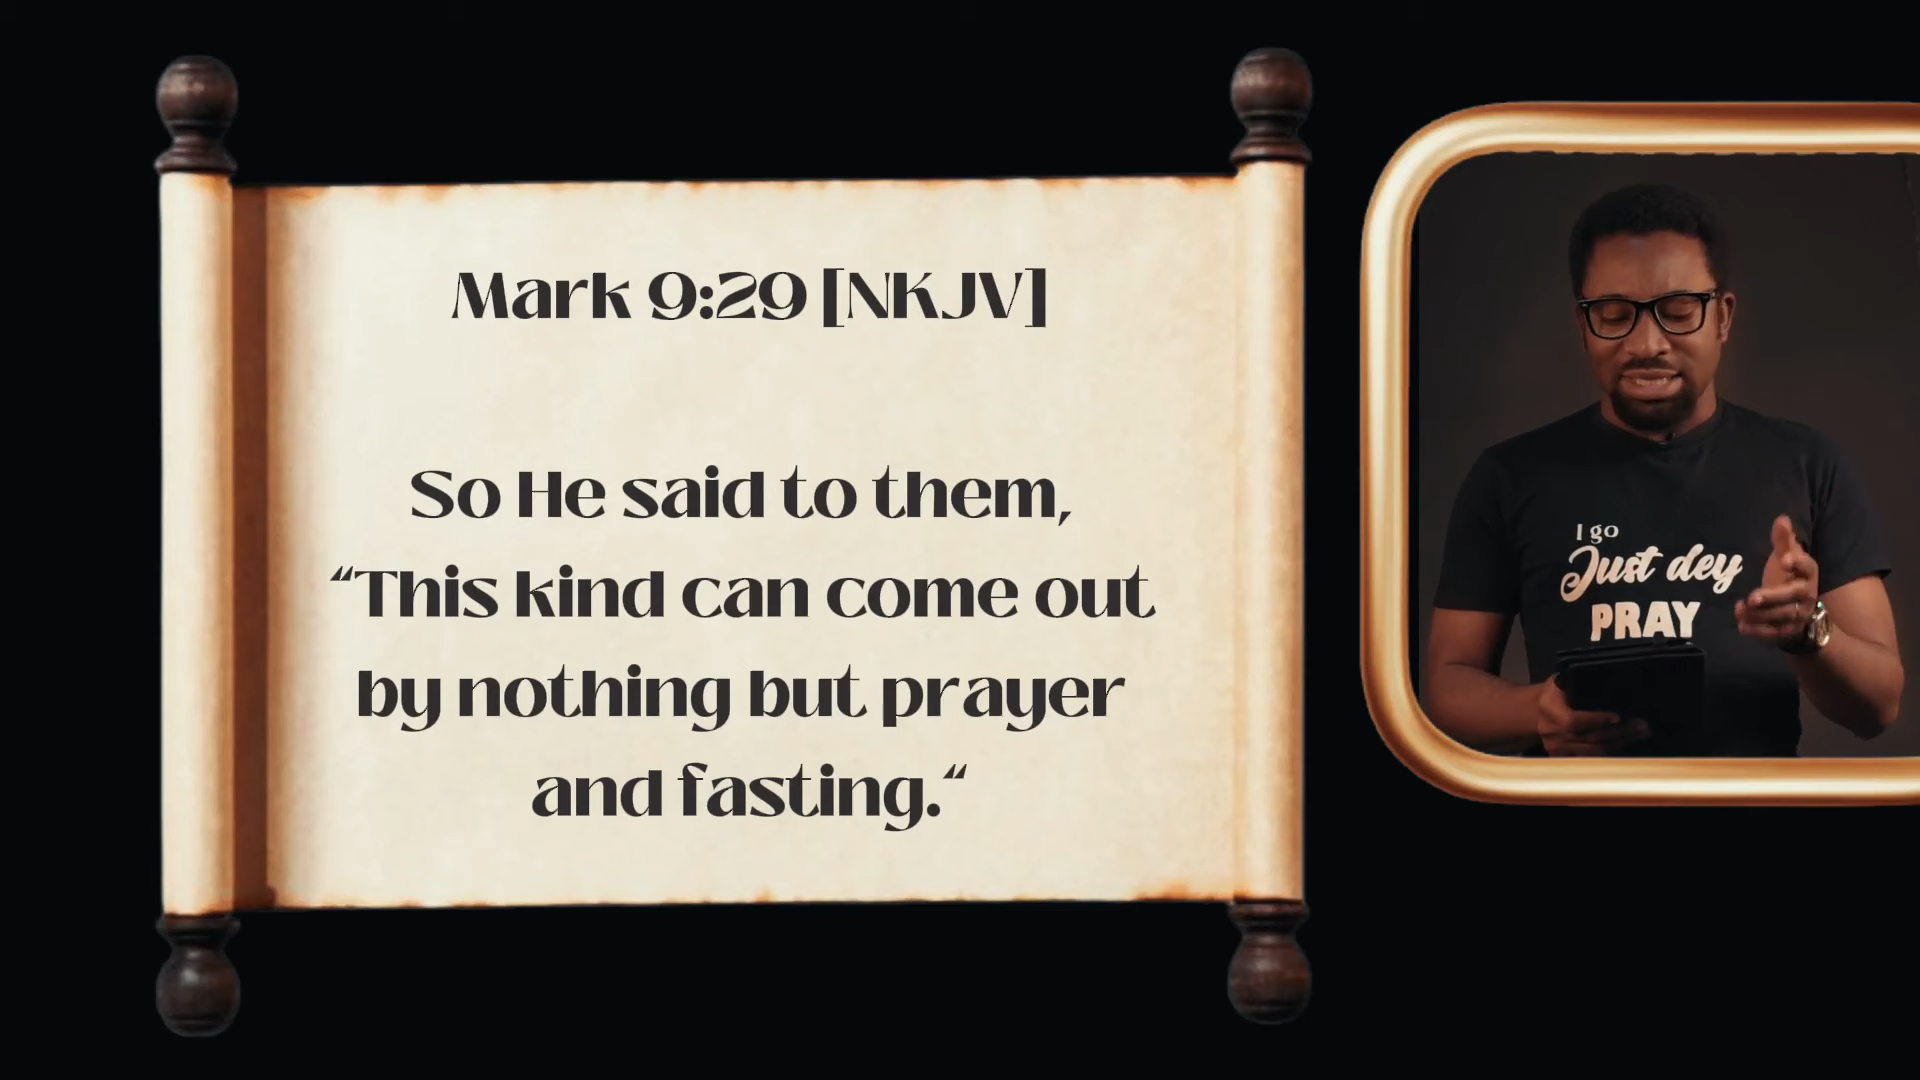 Mark 9:29 [NKJV]
So He said to them,
“This kind can come out
by nothing but prayer
and fasting.“
I go
Just dey
PRAY